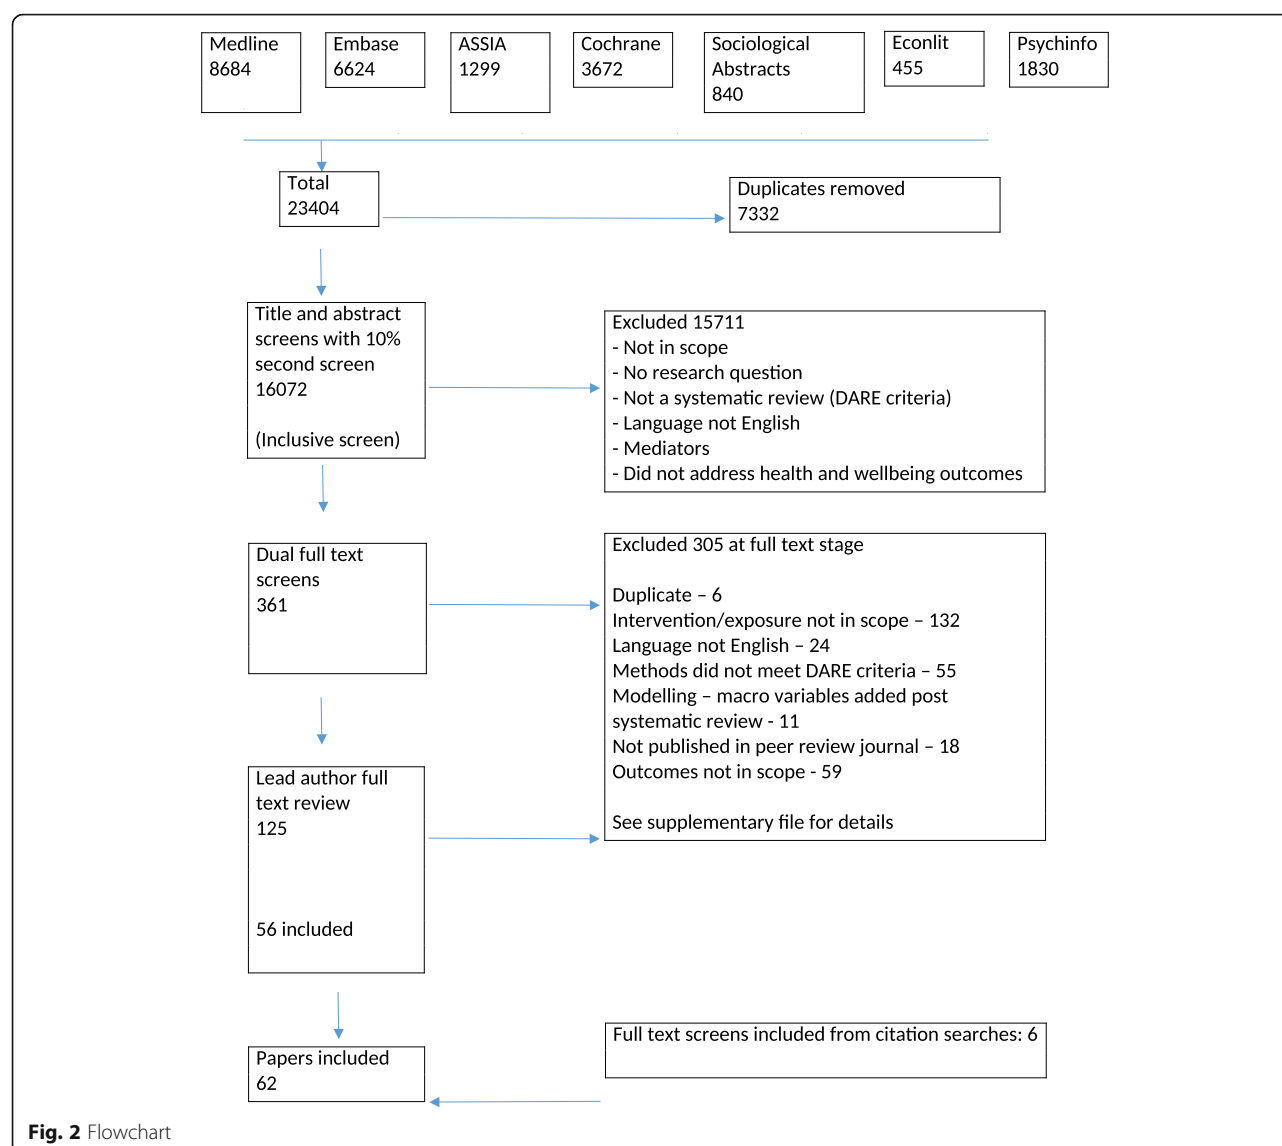 Medline
8684
Embase
6624
ASSIA
1299
Cochrane
3672
Sociological
Abstracts
840
Econlit
455
Psychinfo
1830
Total
23404
Duplicates removed
7332
Title and abstract
screens with 10%
second screen
16072
(Inclusive screen)
Excluded 15711
- Not in scope
- No research question
- Not a systematic review (DARE criteria)
- Language not English
- Mediators
- Did not address health and wellbeing outcomes
Dual full text
screens
361
Excluded 305 at full text stage
Duplicate – 6
Intervention/exposure not in scope – 132
Language not English – 24
Methods did not meet DARE criteria – 55
Modelling – macro variables added post
systematic review - 11
Not published in peer review journal – 18
Outcomes not in scope - 59
See supplementary file for details
Lead author full
text review
125
56 included
Full text screens included from citation searches: 6
Papers included
62
Fig. 2 Flowchart